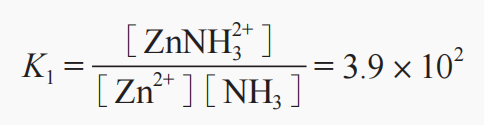 K₁ = [ ZnNH₃²⁺ ] / [ Zn²⁺ ] [ NH₃ ] = 3.9 × 10²